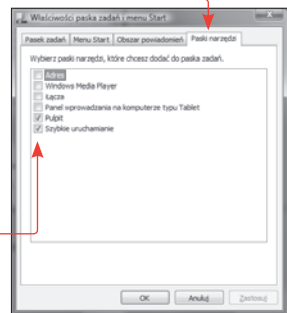 Właściwości paska zadań i menu Start
Pasek zadań Menu Start Obszar powiadomień Paski narzędzi
Wybierz paski narzędzi, które chcesz dodać do paska zadań.
Adres
Windows Media Player
Łącza
Panel wprowadzania na komputerze typu Tablet
Pulpit
Szybkie uruchamianie
OK Anuluj Zastosuj